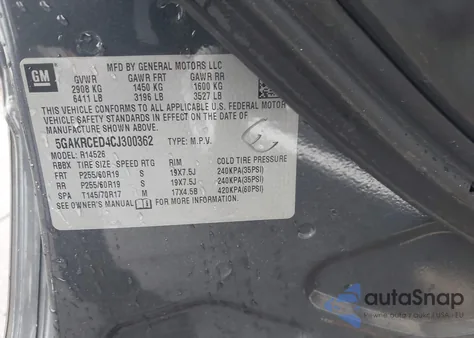 GM
MFD BY GENERAL MOTORS LLC
GVWR GAWR FRT GAWR RR
2908 KG 1450 KG 1600 KG
6411 LB 3196 LB 3527 LB
THIS VEHICLE CONFORMS TO ALL APPLICABLE U.S. FEDERAL MOTOR
VEHICLE SAFETY STANDARDS IN EFFECT ON THE DATE OF
MANUFACTURE SHOWN ABOVE.
5GAKRCED4CJ300362 TYPE: M.P.V.
MODEL: R14526
RBBX TIRE SIZE SPEED RTG RIM COLD TIRE PRESSURE
FRT P255/60R19 S 19X7.5J 240KPA(35PSI)
RR P255/60R19 S 19X7.5J 240KPA(35PSI)
SPA T145/70R17 M 17X4.5B 420KPA(60PSI)
SEE OWNER'S MANUAL FOR MORE INFORMATION.
autoSnap